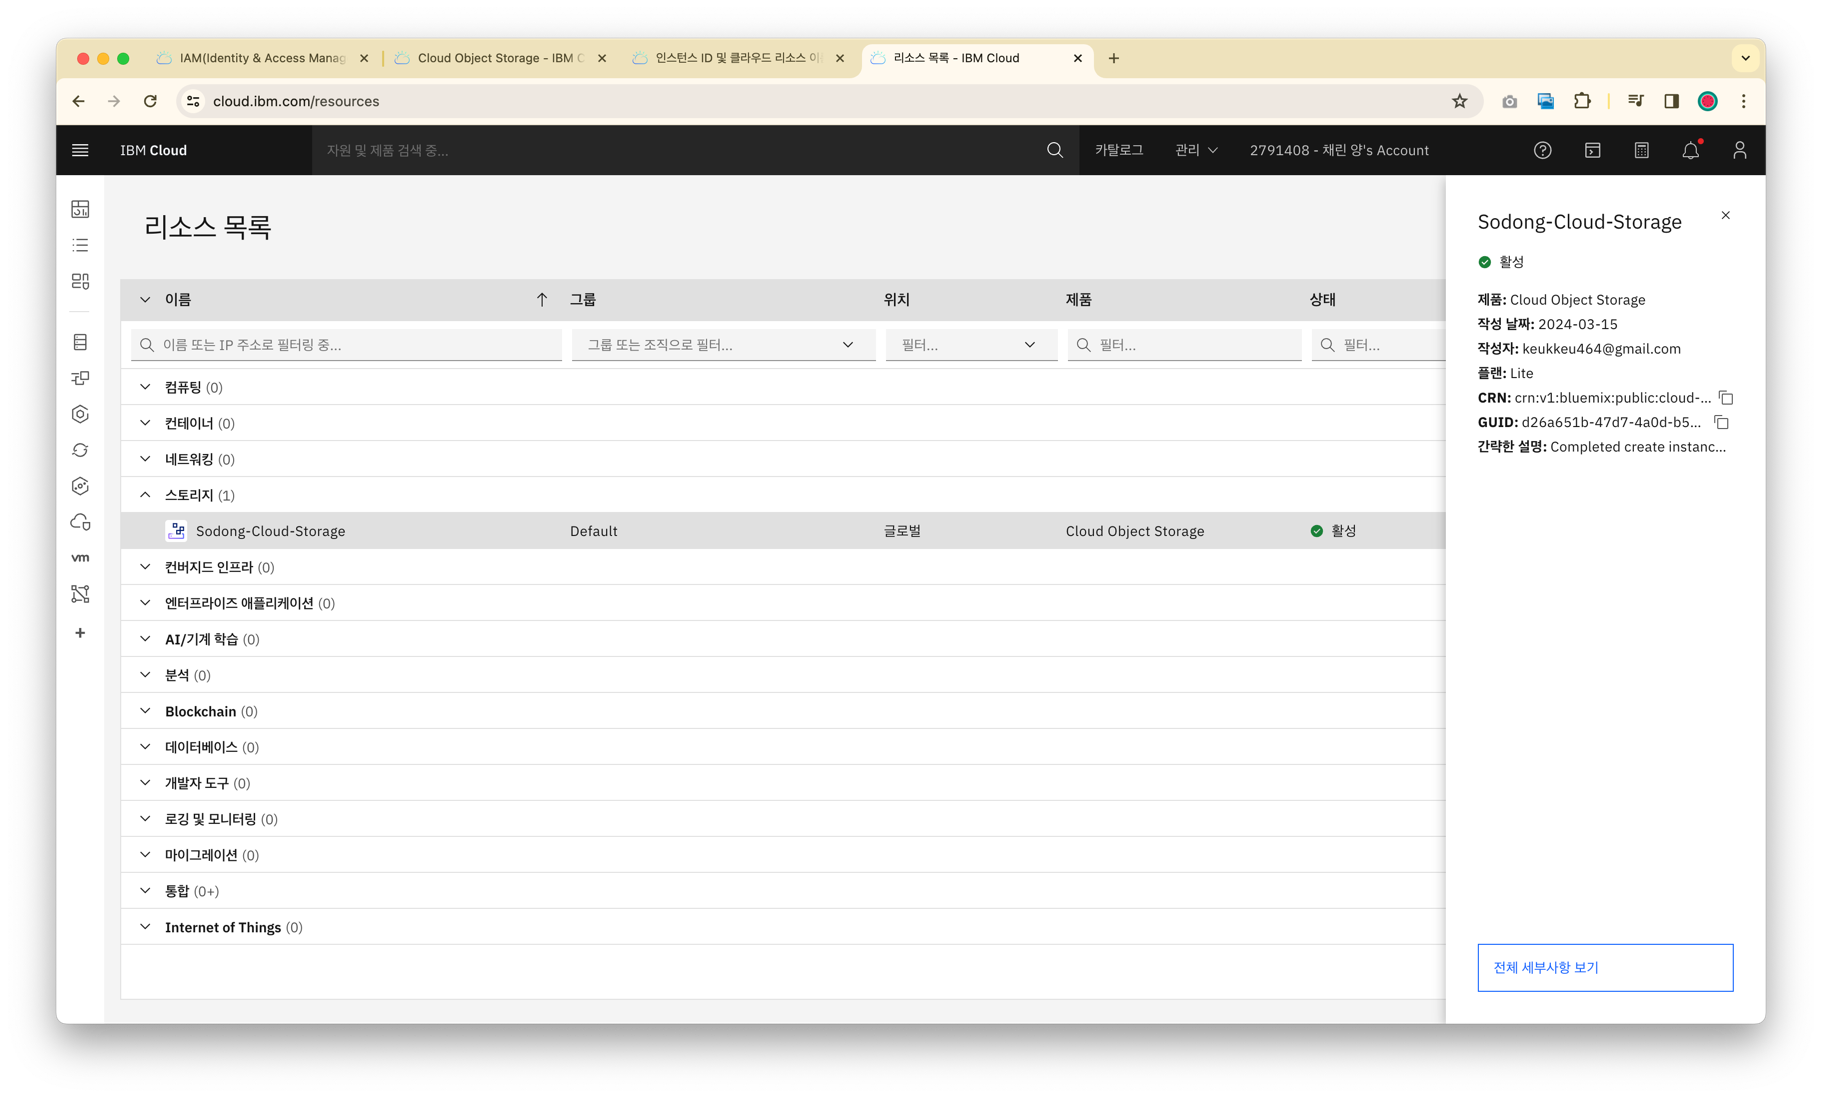 IAM(Identity & Access Manag
Cloud Object Storage - IBM C
인스턴스 ID 및 클라우드 리소스 이
리소스 목록 - IBM Cloud
cloud.ibm.com/resources
IBM Cloud
자원 및 제품 검색 중...
카탈로그
관리
2791408 - 채린 양's Account
리소스 목록
이름
그룹
위치
제품
상태
이름 또는 IP 주소로 필터링 중...
그룹 또는 조직으로 필터...
필터...
필터...
필터...
컴퓨팅 (0)
컨테이너 (0)
네트워킹 (0)
스토리지 (1)
Sodong-Cloud-Storage
Default
글로벌
Cloud Object Storage
활성
컨버지드 인프라 (0)
엔터프라이즈 애플리케이션 (0)
AI/기계 학습 (0)
분석 (0)
Blockchain (0)
데이터베이스 (0)
개발자 도구 (0)
로깅 및 모니터링 (0)
마이그레이션 (0)
통합 (0+)
Internet of Things (0)
vm
Sodong-Cloud-Storage
활성
제품: Cloud Object Storage
작성 날짜: 2024-03-15
작성자: keukkeu464@gmail.com
플랜: Lite
CRN: crn:v1:bluemix:public:cloud-...
GUID: d26a651b-47d7-4a0d-b5...
간략한 설명: Completed create instanc...
전체 세부사항 보기